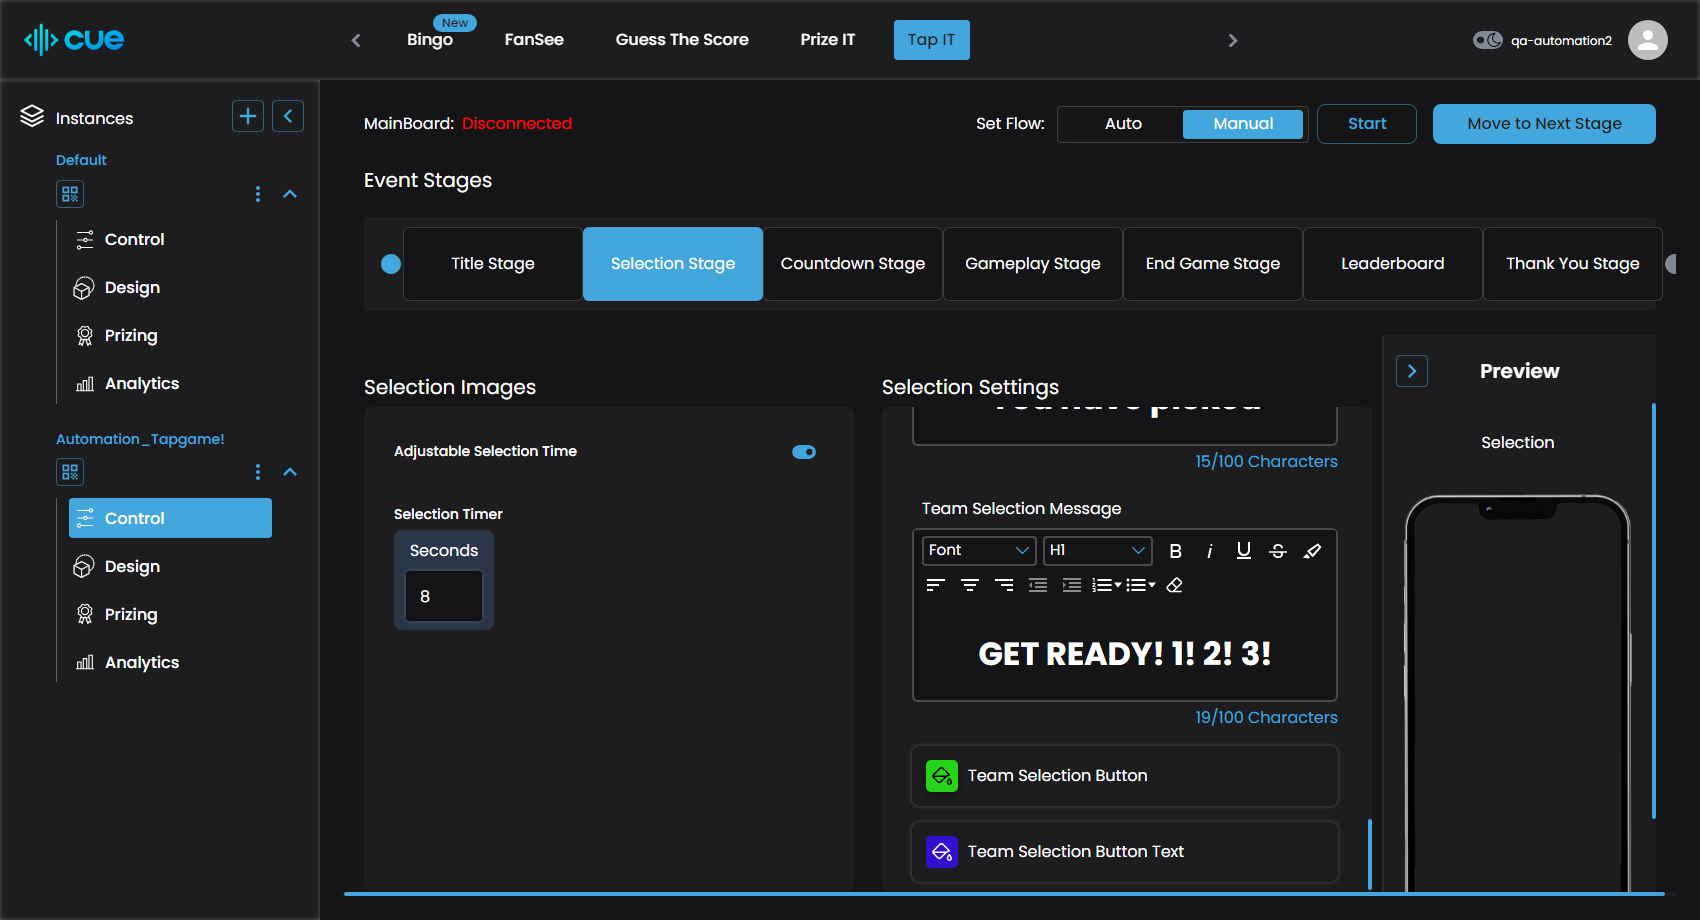 cue
New
Bingo
FanSee
Guess The Score
Prize IT
Tap IT
qa-automation2
Instances
Default
Control
Design
Prizing
Analytics
Automation_Tapgame!
Control
Design
Prizing
Analytics
MainBoard: Disconnected
Set Flow:
Auto
Manual
Start
Move to Next Stage
Event Stages
Title Stage
Selection Stage
Countdown Stage
Gameplay Stage
End Game Stage
Leaderboard
Thank You Stage
Selection Images
Adjustable Selection Time
Selection Timer
Seconds
8
Selection Settings
You have picked
15/100 Characters
Team Selection Message
Font
H1
B
i
U
S
GET READY! 1! 2! 3!
19/100 Characters
Team Selection Button
Team Selection Button Text
Preview
Selection